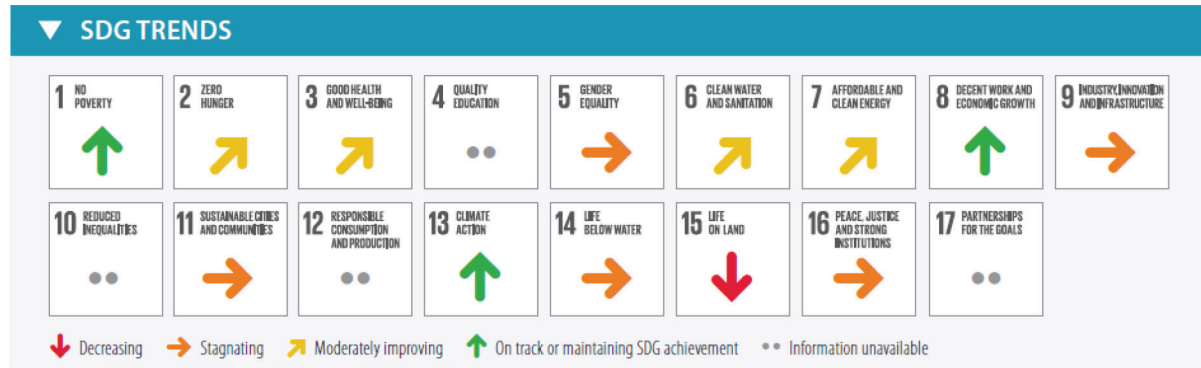 ▼ SDG TRENDS
1 NO POVERTY
2 ZERO HUNGER
3 GOOD HEALTH AND WELL-BEING
4 QUALITY EDUCATION
5 GENDER EQUALITY
6 CLEAN WATER AND SANITATION
7 AFFORDABLE AND CLEAN ENERGY
8 DECENT WORK AND ECONOMIC GROWTH
9 INDUSTRY, INNOVATION AND INFRASTRUCTURE
10 REDUCED INEQUALITIES
11 SUSTAINABLE CITIES AND COMMUNITIES
12 RESPONSIBLE CONSUMPTION AND PRODUCTION
13 CLIMATE ACTION
14 LIFE BELOW WATER
15 LIFE ON LAND
16 PEACE, JUSTICE AND STRONG INSTITUTIONS
17 PARTNERSHIPS FOR THE GOALS
Decreasing Stagnating Moderately improving On track or maintaining SDG achievement Information unavailable